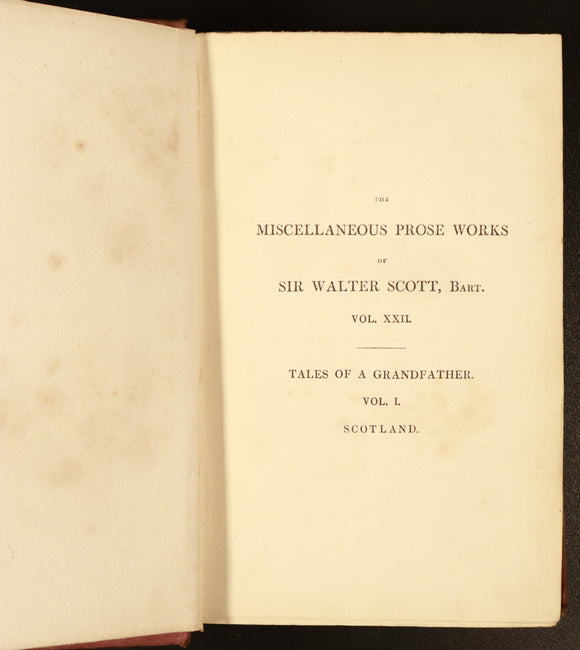 THE
MISCELLANEOUS PROSE WORKS
OF
SIR WALTER SCOTT, BART.
VOL. XXII.
TALES OF A GRANDFATHER.
VOL. I.
SCOTLAND.